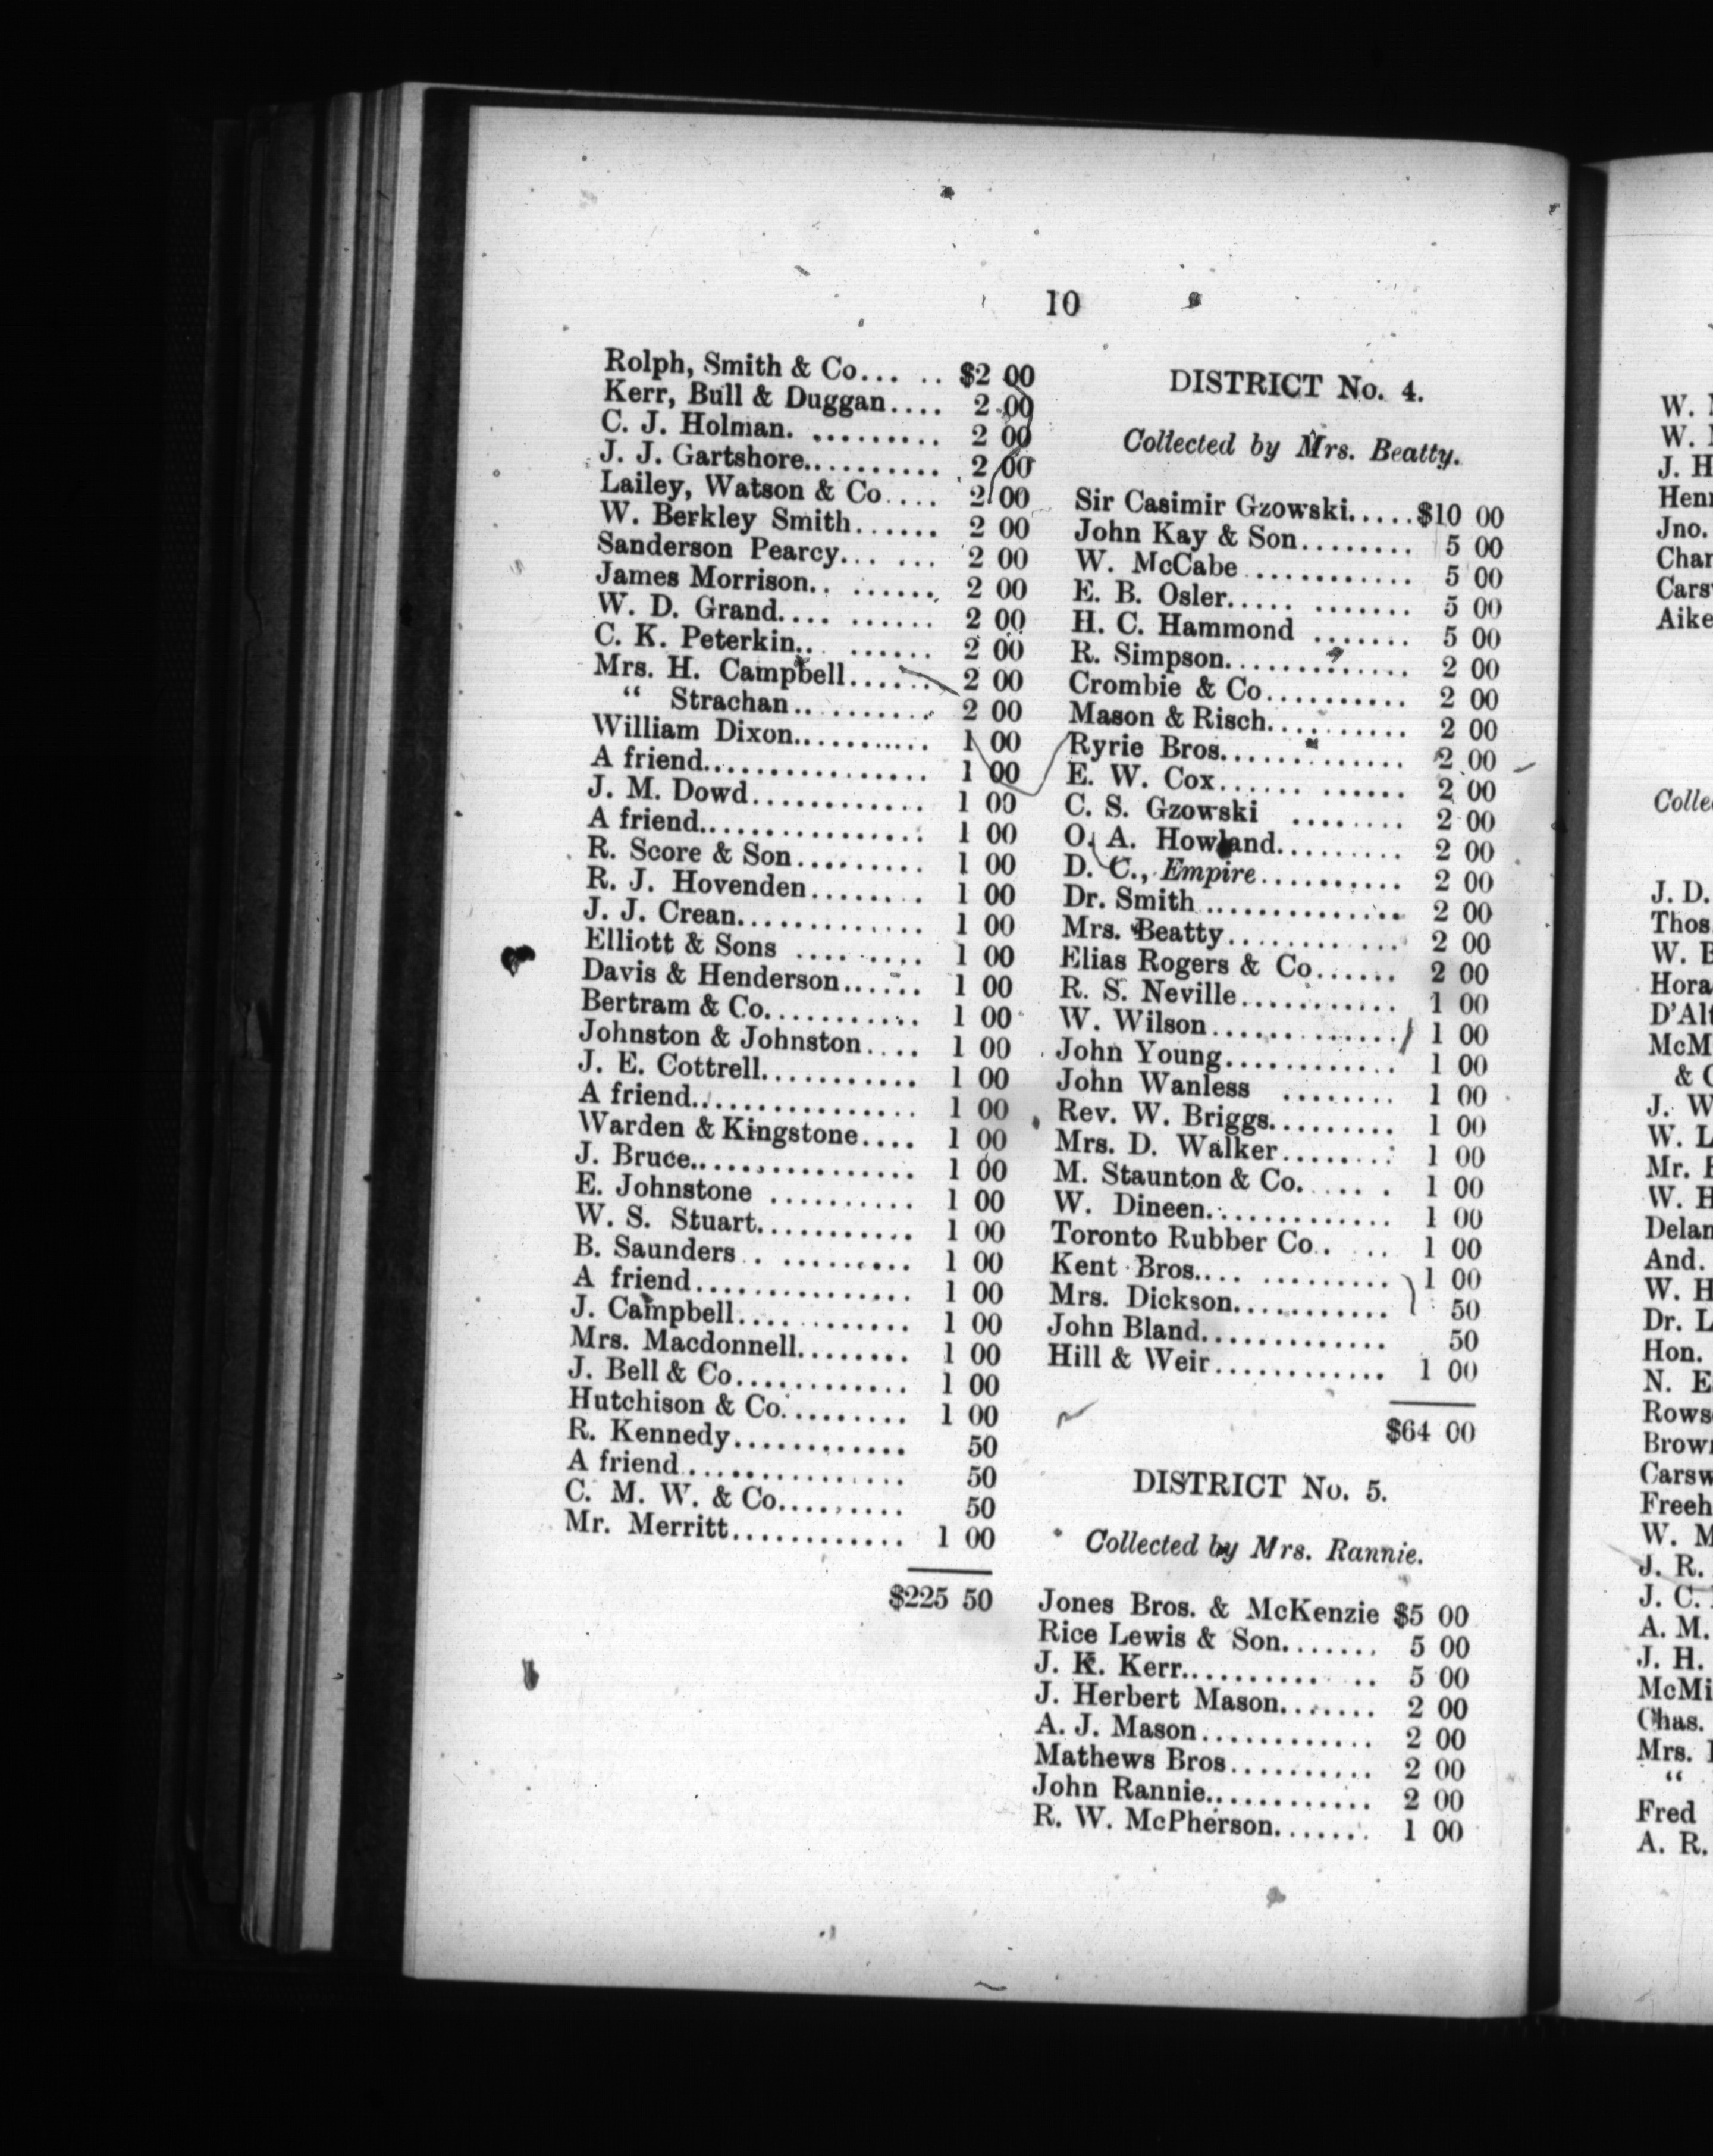 10
Rolph, Smith & Co... .. $2 00
Kerr, Bull & Duggan.... 2 00
C. J. Holman. ......... 2 00
J. J. Gartshore.......... 2 00
Lailey, Watson & Co.... 2 00
W. Berkley Smith...... 2 00
Sanderson Pearcy... ... 2 00
James Morrison.. ...... 2 00
W. D. Grand.... ...... 2 00
C. K. Peterkin.. ...... 2 00
Mrs. H. Campbell...... 2 00
“ Strachan.. ........ 2 00
William Dixon.......... 1 00
A friend................ 1 00
J. M. Dowd............ 1 00
A friend................ 1 00
R. Score & Son......... 1 00
R. J. Hovenden........ 1 00
J. J. Crean............. 1 00
Elliott & Sons ......... 1 00
Davis & Henderson...... 1 00
Bertram & Co........... 1 00
Johnston & Johnston.... 1 00
J. E. Cottrell........... 1 00
A friend................ 1 00
Warden & Kingstone.... 1 00
J. Bruce................ 1 00
E. Johnstone .......... 1 00
W. S. Stuart........... 1 00
B. Saunders . ......... 1 00
A friend............... 1 00
J. Campbell............ 1 00
Mrs. Macdonnell........ 1 00
J. Bell & Co............ 1 00
Hutchison & Co......... 1 00
R. Kennedy............ 50
A friend............... 50
C. M. W. & Co......... 50
Mr. Merritt............ 1 00
$225 50
DISTRICT No. 4.
Collected by Mrs. Beatty.
Sir Casimir Gzowski.....$10 00
John Kay & Son........ 5 00
W. McCabe............ 5 00
E. B. Osler..... ....... 5 00
H. C. Hammond ....... 5 00
R. Simpson............. 2 00
Crombie & Co.......... 2 00
Mason & Risch.......... 2 00
Ryrie Bros............. 2 00
E. W. Cox...... ...... 2 00
C. S. Gzowski ........ 2 00
O. A. Howland......... 2 00
D. C., Empire.......... 2 00
Dr. Smith.............. 2 00
Mrs. Beatty............ 2 00
Elias Rogers & Co...... 2 00
R. S. Neville........... 1 00
W. Wilson............. 1 00
John Young............ 1 00
John Wanless ........ 1 00
Rev. W. Briggs......... 1 00
Mrs. D. Walker........ 1 00
M. Staunton & Co...... . 1 00
W. Dineen............. 1 00
Toronto Rubber Co.. .. 1 00
Kent Bros.... ......... 1 00
Mrs. Dickson........... 50
John Bland............. 50
Hill & Weir............ 1 00
$64 00
DISTRICT No. 5.
Collected by Mrs. Rannie.
Jones Bros. & McKenzie $5 00
Rice Lewis & Son....... 5 00
J. K. Kerr.......... .. 5 00
J. Herbert Mason....... 2 00
A. J. Mason............ 2 00
Mathews Bros.......... 2 00
John Rannie............ 2 00
R. W. McPherson....... 1 00
W.
W.
J. H
Jno.
Aike
J. D.
Thos
W.
& 
J. W
W. L
Mr.
W. H
And.
W. H
Dr. L
Hon.
N. E
W. M
J. R.
J. C.
A. M.
J. H.
Chas.
Mrs.
“
Fred
A. R.